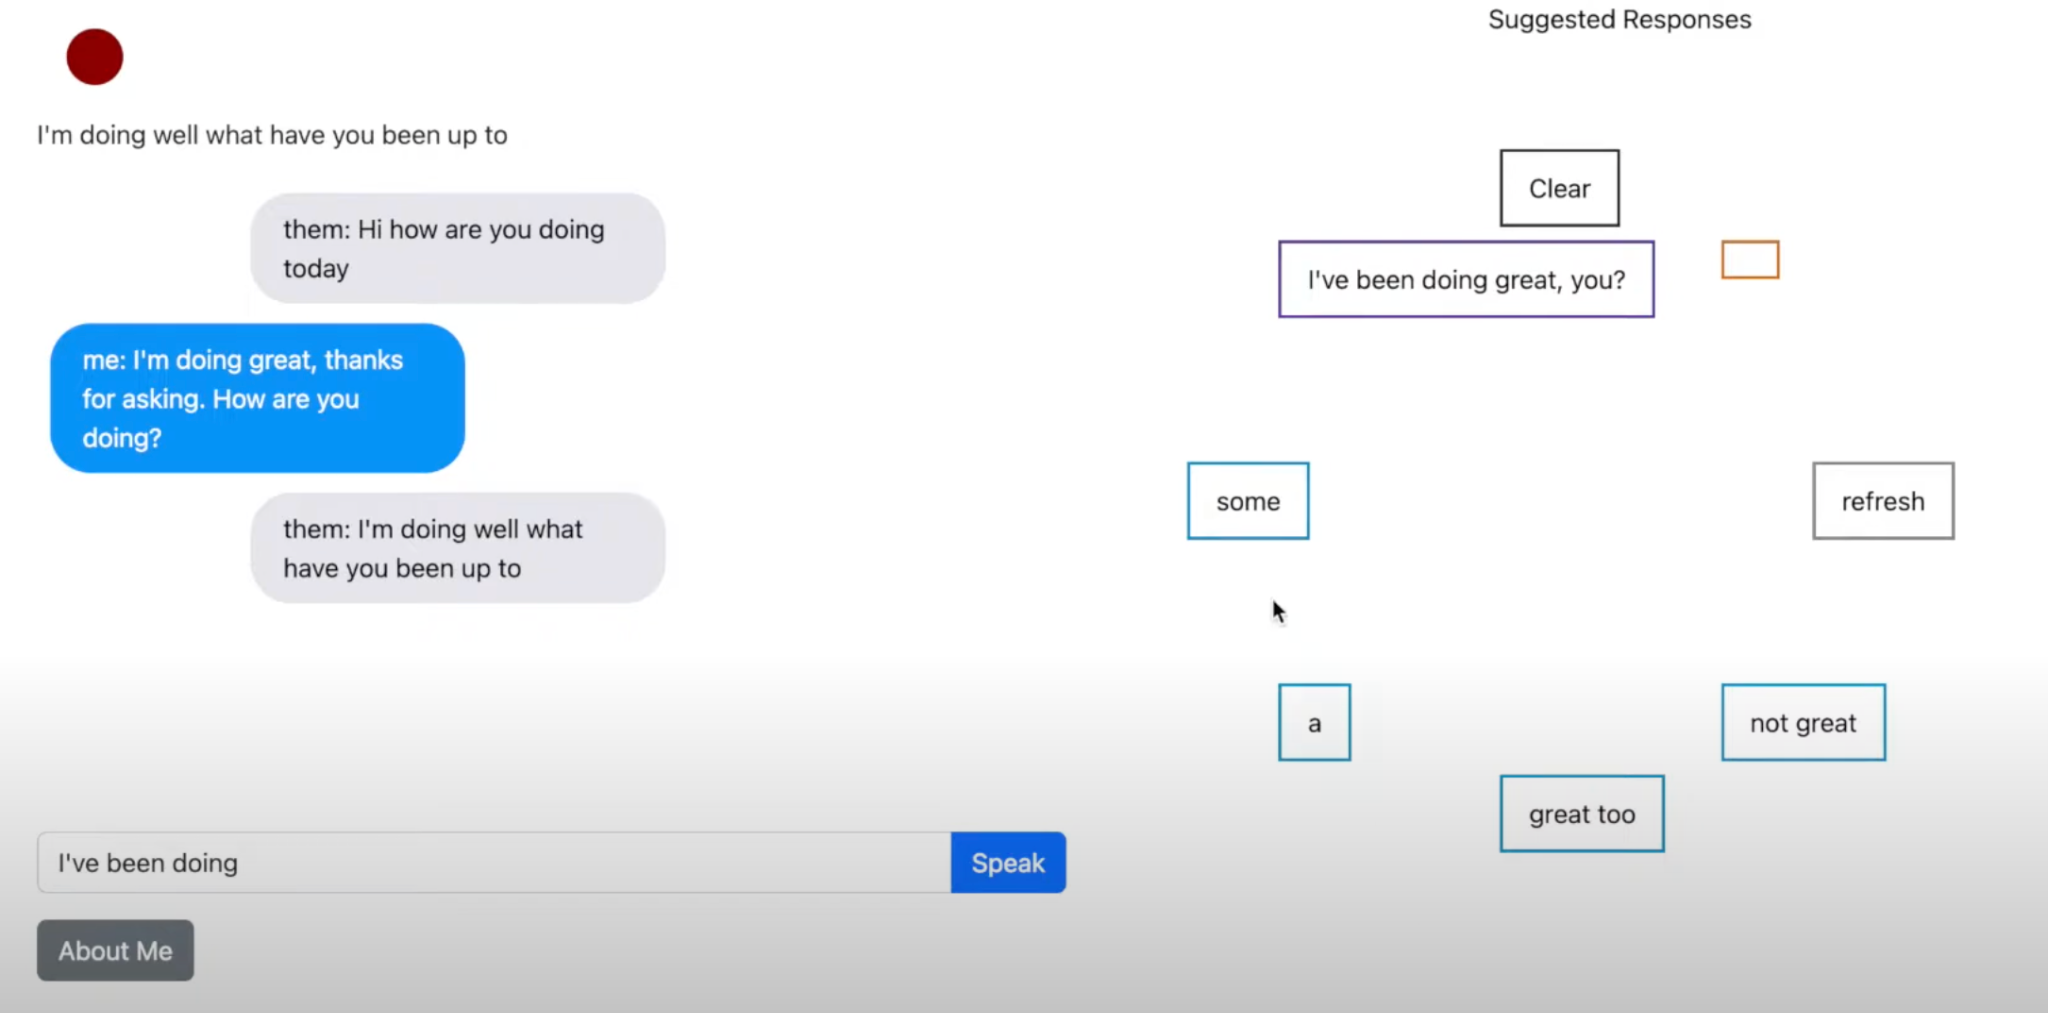 Suggested Responses
I'm doing well what have you been up to
them: Hi how are you doing
today
me: I'm doing great, thanks
for asking. How are you
doing?
them: I'm doing well what
have you been up to
I've been doing
Speak
About Me
Clear
I've been doing great, you?
some
refresh
a
not great
great too